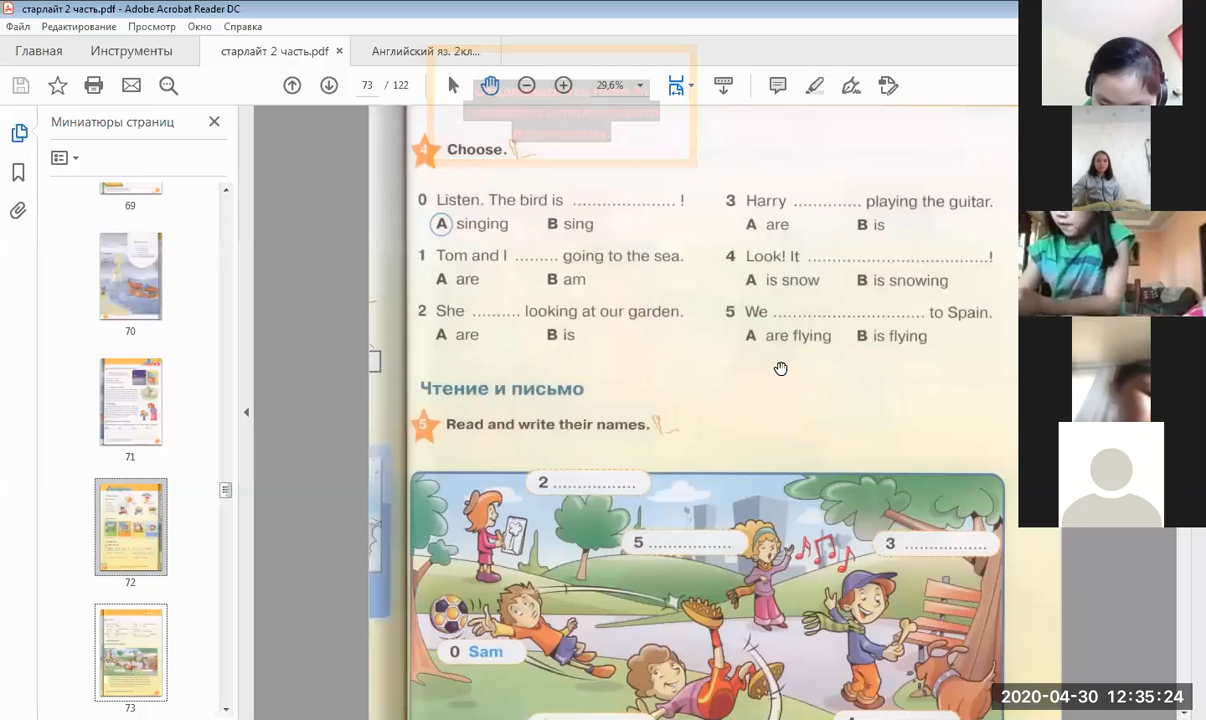 старлайт 2 часть.pdf - Adobe Acrobat Reader DC
Файл Редактирование Просмотр Окно Справка
Главная Инструменты старлайт 2 часть.pdf × Английский яз. 2кл...
73 / 122 29,6%
Миниатюры страниц
69
70
71
72
73
4 Choose.
0 Listen. The bird is .....................!
A singing B sing
1 Tom and I ......... going to the sea.
A are B am
2 She .......... looking at our garden.
A are B is
3 Harry .............. playing the guitar.
A are B is
4 Look! It .....................................!
A is snow B is snowing
5 We ............................... to Spain.
A are flying B is flying
Чтение и письмо
5 Read and write their names.
2 .................
5 .................
3 .................
0 Sam
2020-04-30 12:35:24